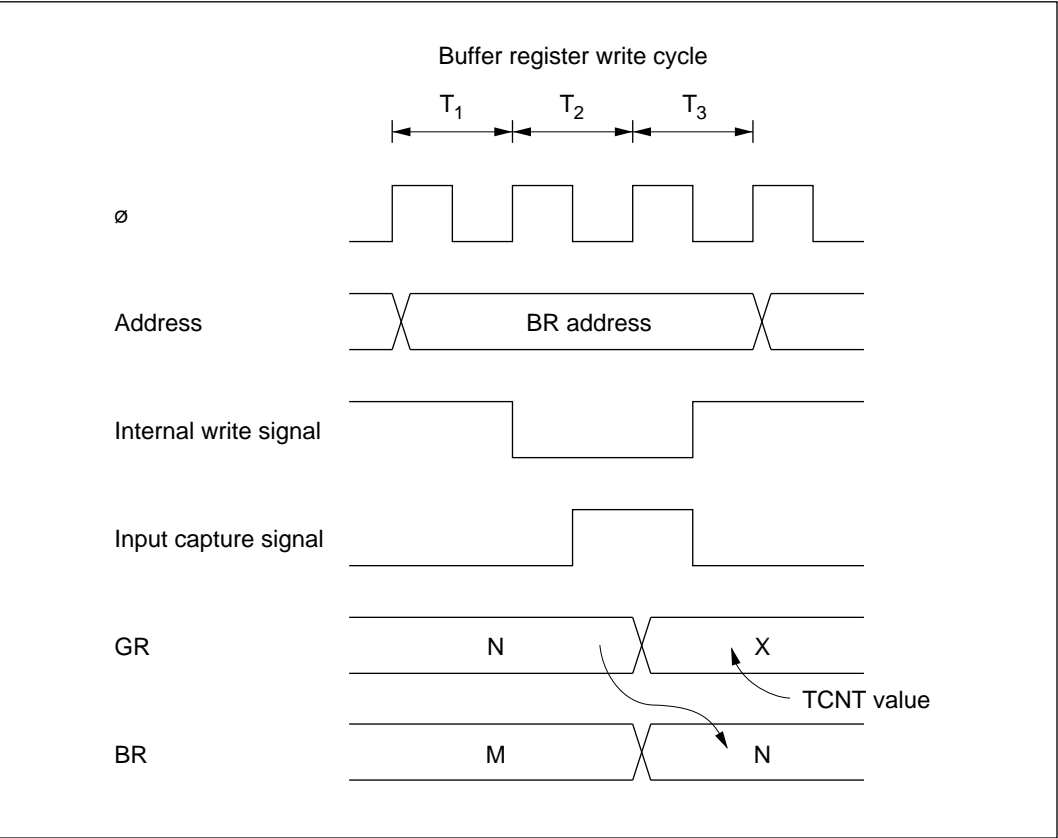 Buffer register write cycle
T1 T2 T3
ø
Address BR address
Internal write signal
Input capture signal
GR N X
TCNT value
BR M N